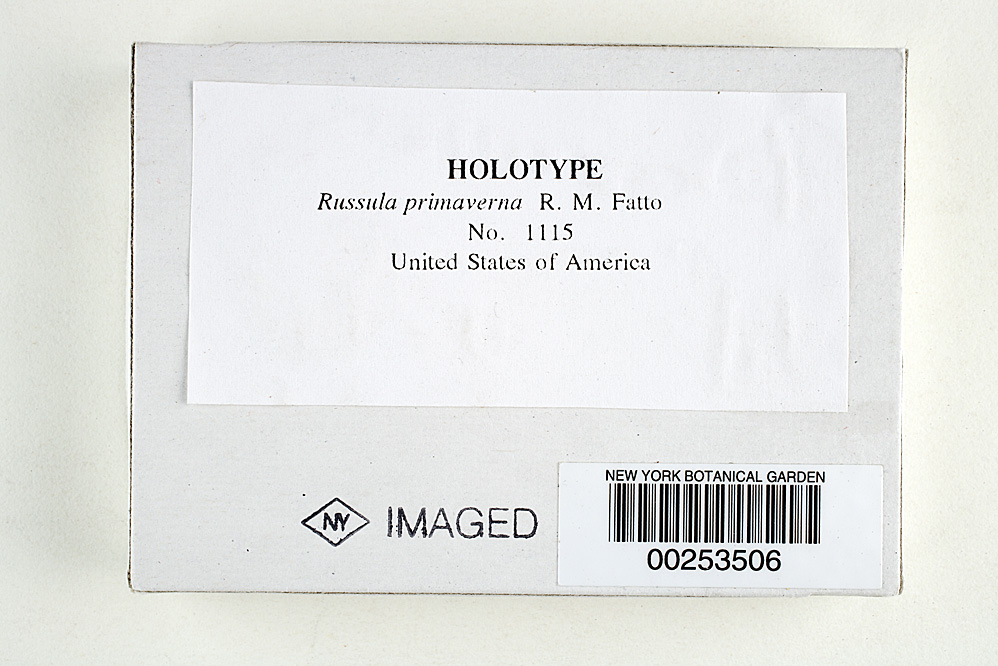 HOLOTYPE
Russula primaverna R. M. Fatto
No. 1115
United States of America
NY IMAGED
NEW YORK BOTANICAL GARDEN
00253506